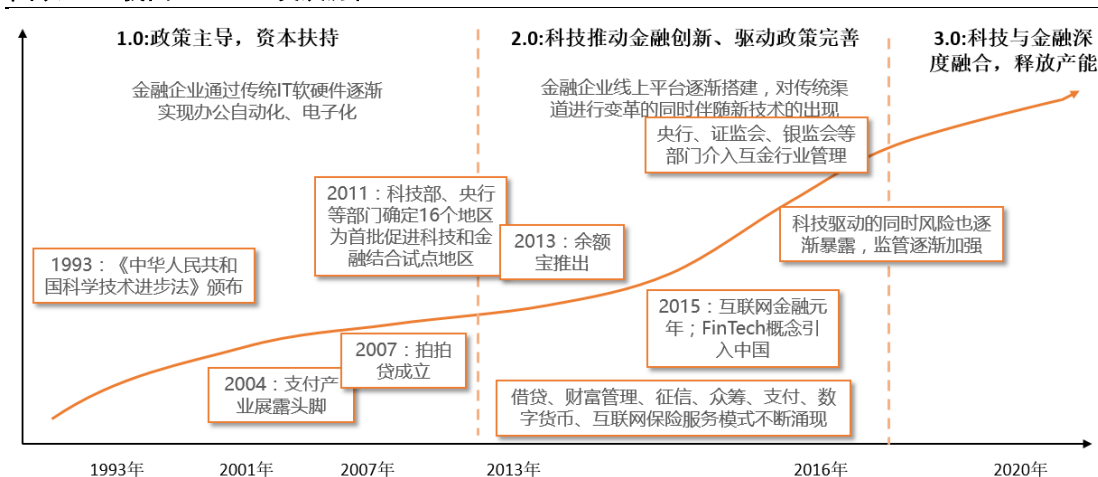 1.0:政策主导，资本扶持
2.0:科技推动金融创新、驱动政策完善
3.0:科技与金融深
度融合，释放产能
金融企业通过传统IT软硬件逐渐
实现办公自动化、电子化
金融企业线上平台逐渐搭建，对传统渠
道进行变革的同时伴随新技术的出现
央行、证监会、银监会等
部门介入互金行业管理
2011：科技部、央行
等部门确定16个地区
为首批促进科技和金
融结合试点地区
2013：余额
宝推出
科技驱动的同时风险也逐
渐暴露，监管逐渐加强
1993：《中华人民共和
国科学技术进步法》颁布
2015：互联网金融元
年；FinTech概念引
入中国
2007：拍拍
贷成立
2004：支付产
业展露头脚
借贷、财富管理、征信、众筹、支付、数
字货币、互联网保险服务模式不断涌现
1993年
2001年
2007年
2013年
2016年
2020年